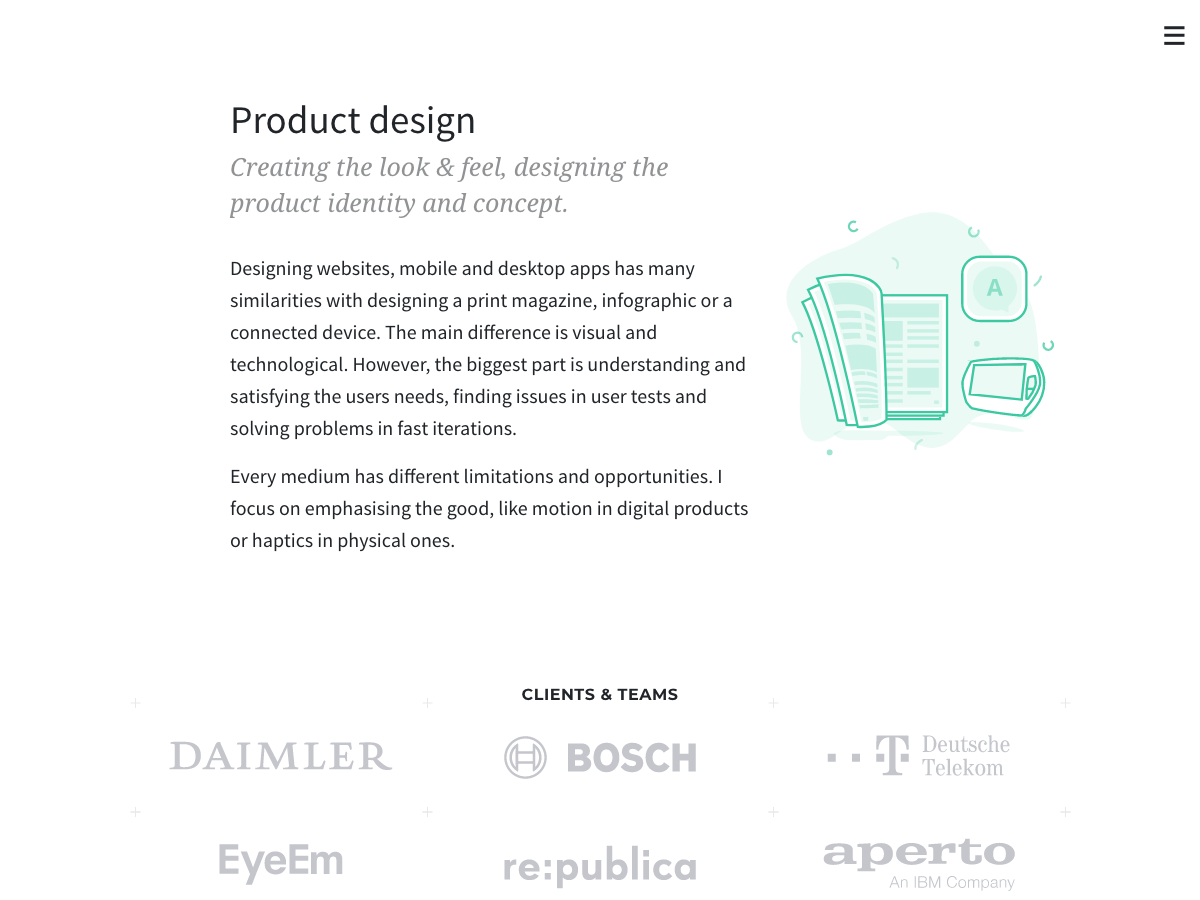 Product design
Creating the look & feel, designing the
product identity and concept.
Designing websites, mobile and desktop apps has many
similarities with designing a print magazine, infographic or a
connected device. The main difference is visual and
technological. However, the biggest part is understanding and
satisfying the users needs, finding issues in user tests and
solving problems in fast iterations.
Every medium has different limitations and opportunities. I
focus on emphasising the good, like motion in digital products
or haptics in physical ones.
A
CLIENTS & TEAMS
DAIMLER
BOSCH
T Deutsche
Telekom
EyeEm
re:publica
aperto
An IBM Company